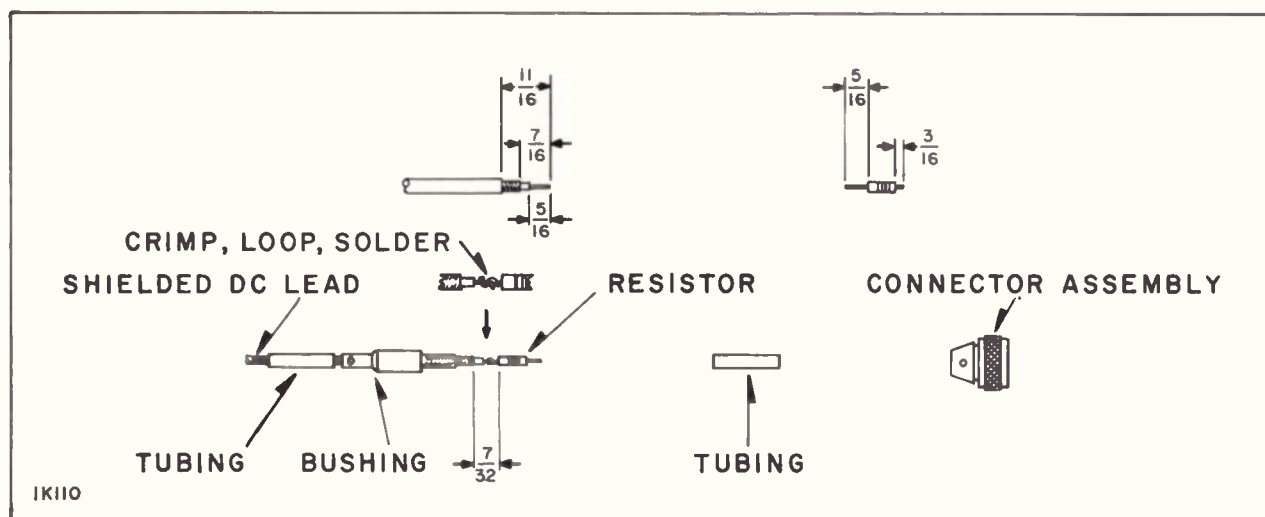 11/16
5/16
7/16
3/16
5/16
CRIMP, LOOP, SOLDER
SHIELDED DC LEAD
RESISTOR
CONNECTOR ASSEMBLY
TUBING
BUSHING
7/32
TUBING
1K110